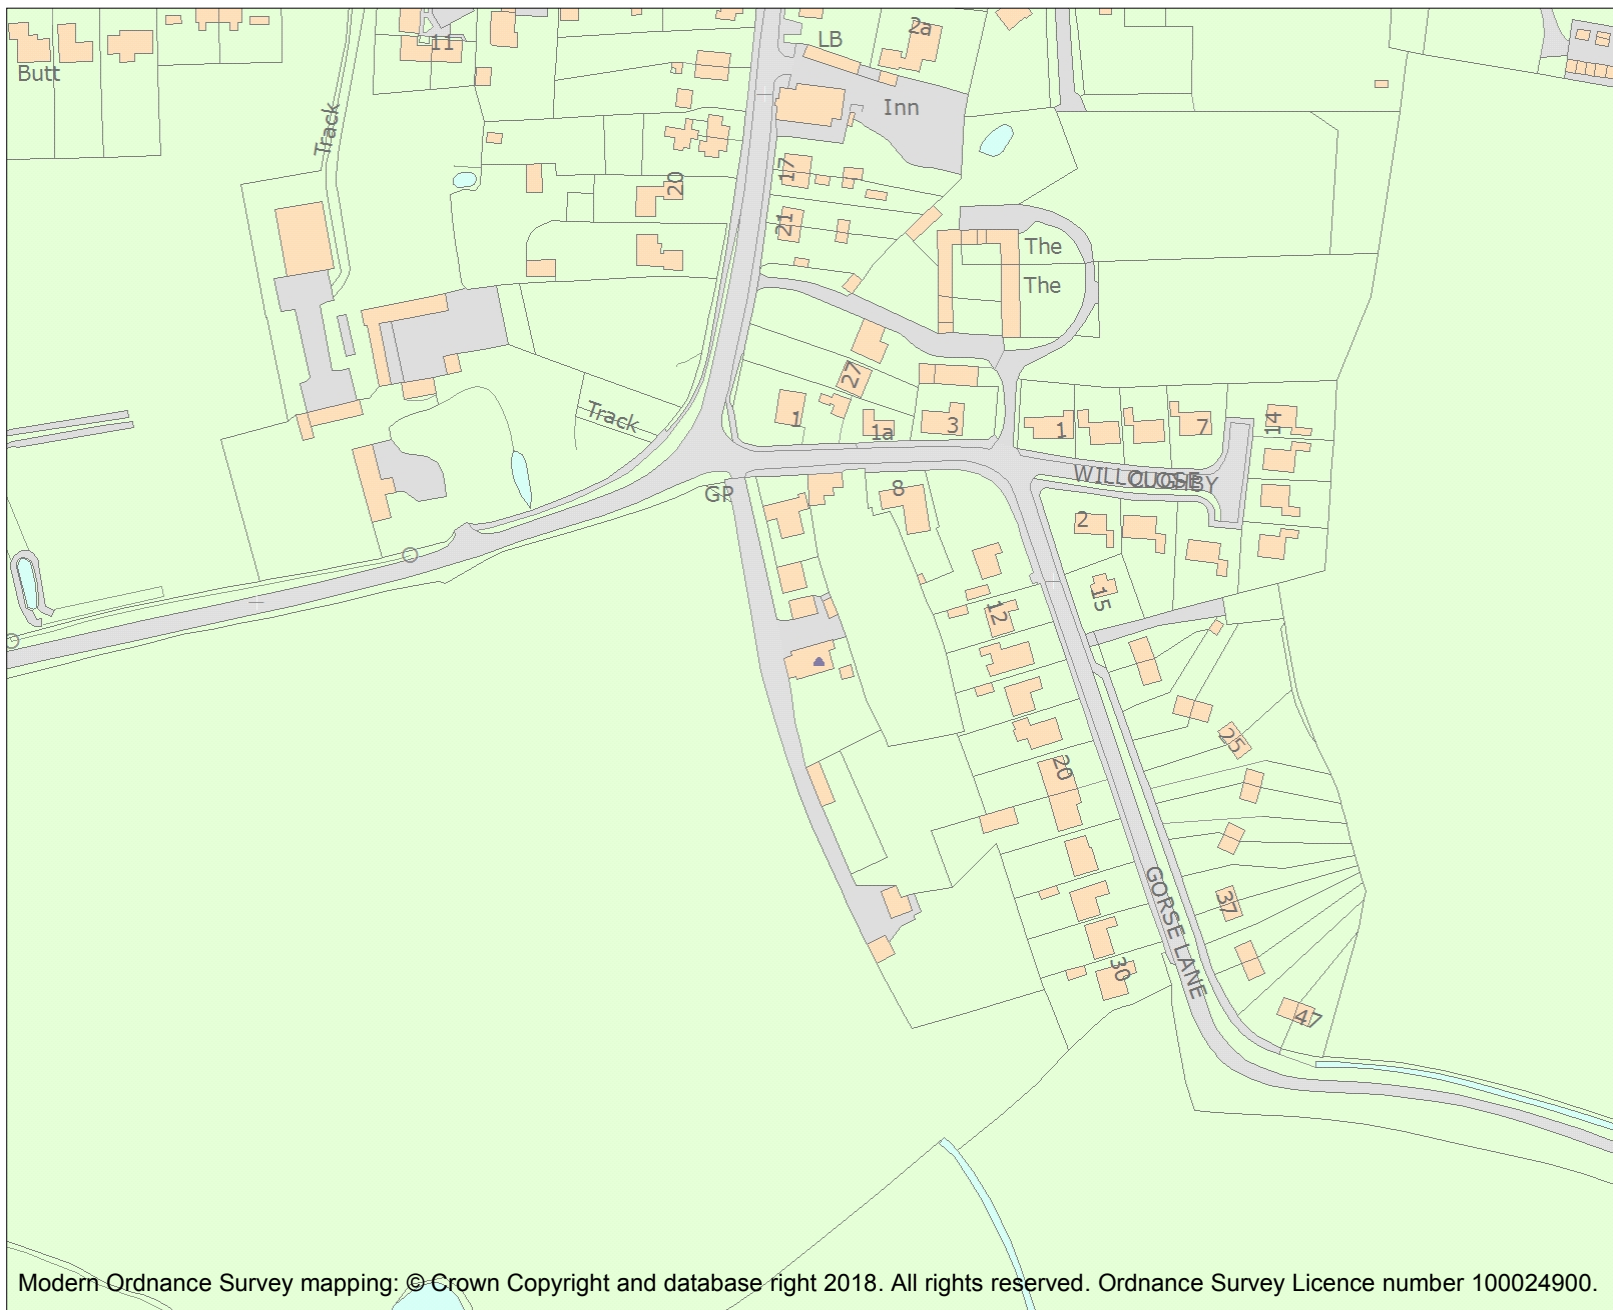 Butt
11
Track
LB
2a
Inn
17
20
21
The
The
27
Track
1
1a
3
1
7
14
WILLOUGHBY
CLOSE
GP
8
2
12
15
25
20
37
GORSE LANE
30
47
Modern Ordnance Survey mapping: © Crown Copyright and database right 2018. All rights reserved. Ordnance Survey Licence number 100024900.